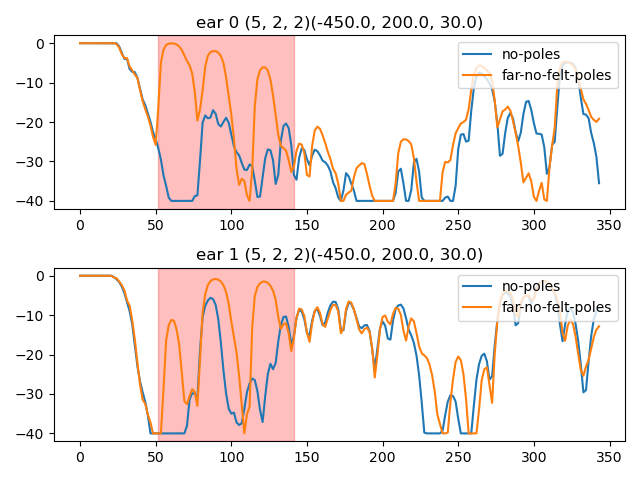 ear 0 (5, 2, 2)(-450.0, 200.0, 30.0)
0
−10
−20
−30
−40
no-poles
far-no-felt-poles
0 50 100 150 200 250 300 350
ear 1 (5, 2, 2)(-450.0, 200.0, 30.0)
0
−10
−20
−30
−40
no-poles
far-no-felt-poles
0 50 100 150 200 250 300 350